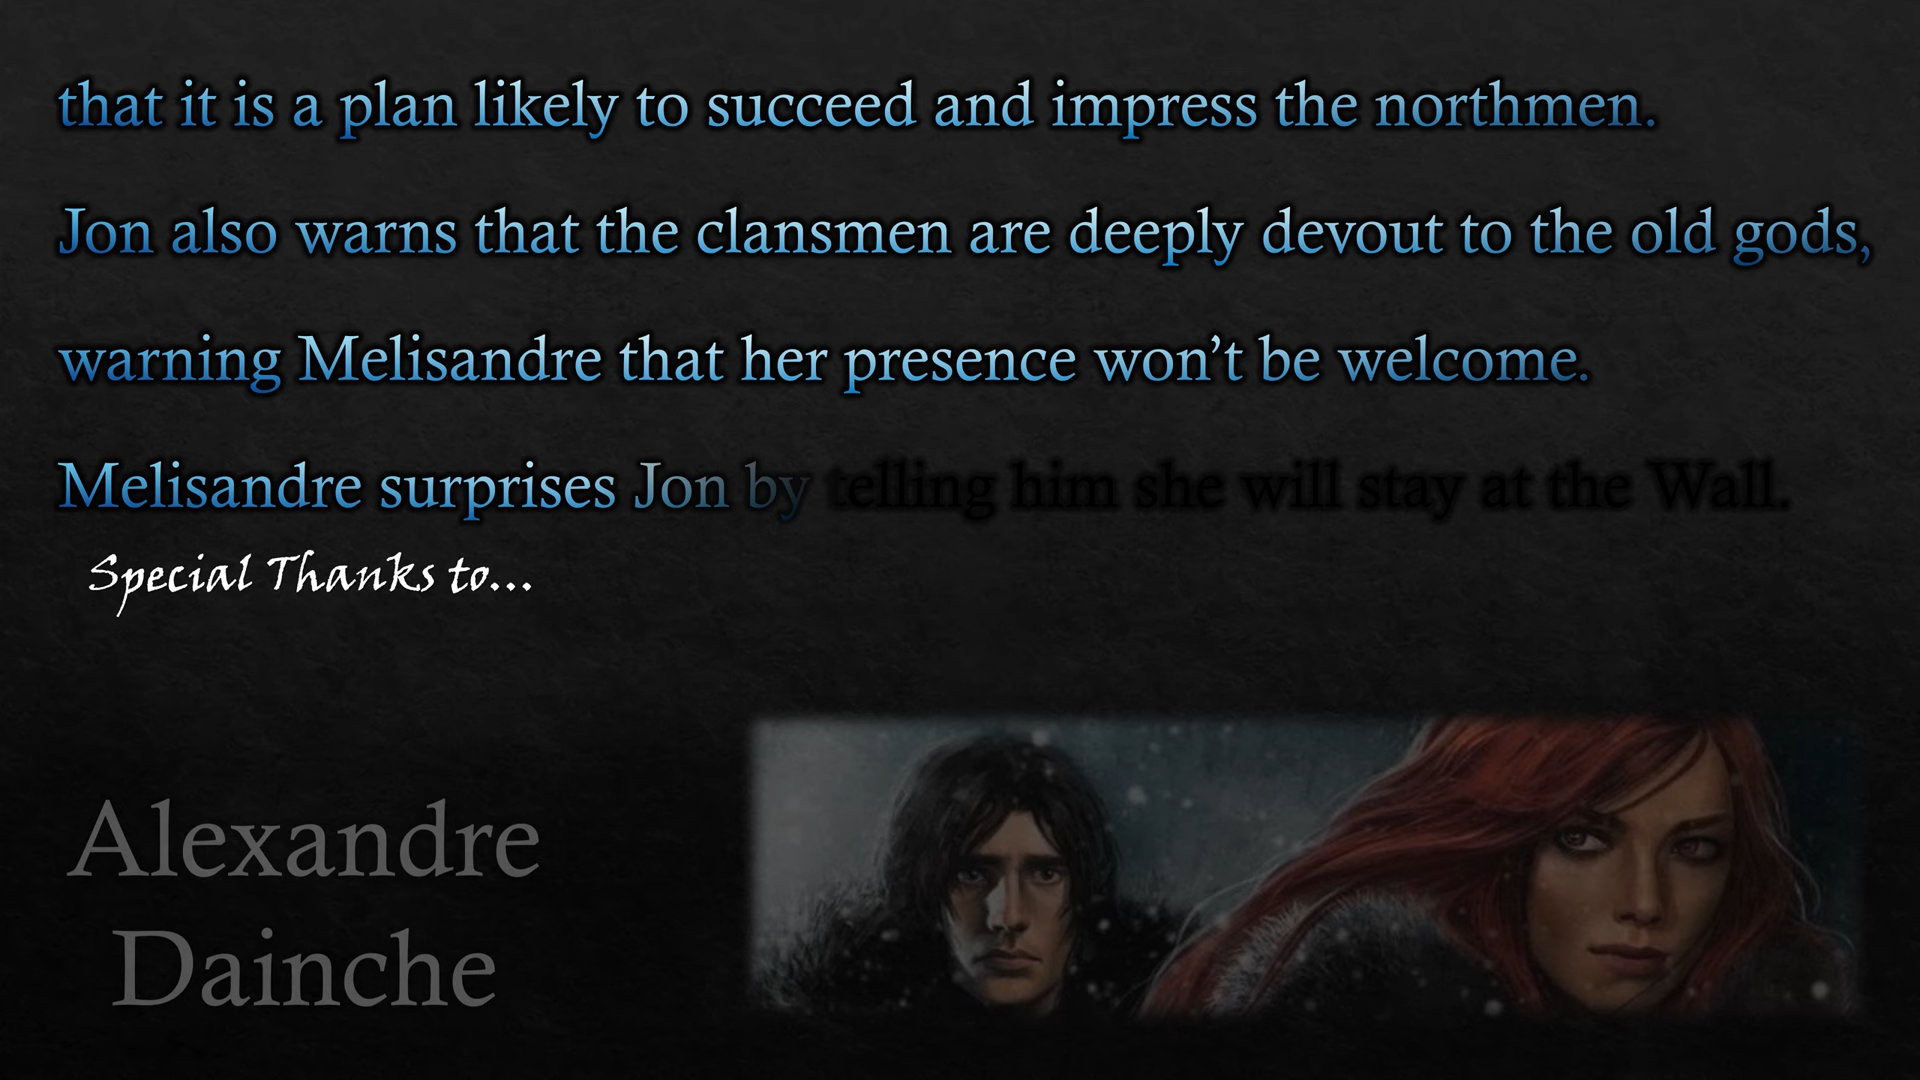 that it is a plan likely to succeed and impress the northmen.
Jon also warns that the clansmen are deeply devout to the old gods,
warning Melisandre that her presence won’t be welcome.
Melisandre surprises Jon by telling him she will stay at the Wall.
Special Thanks to...
Alexandre
Dainche